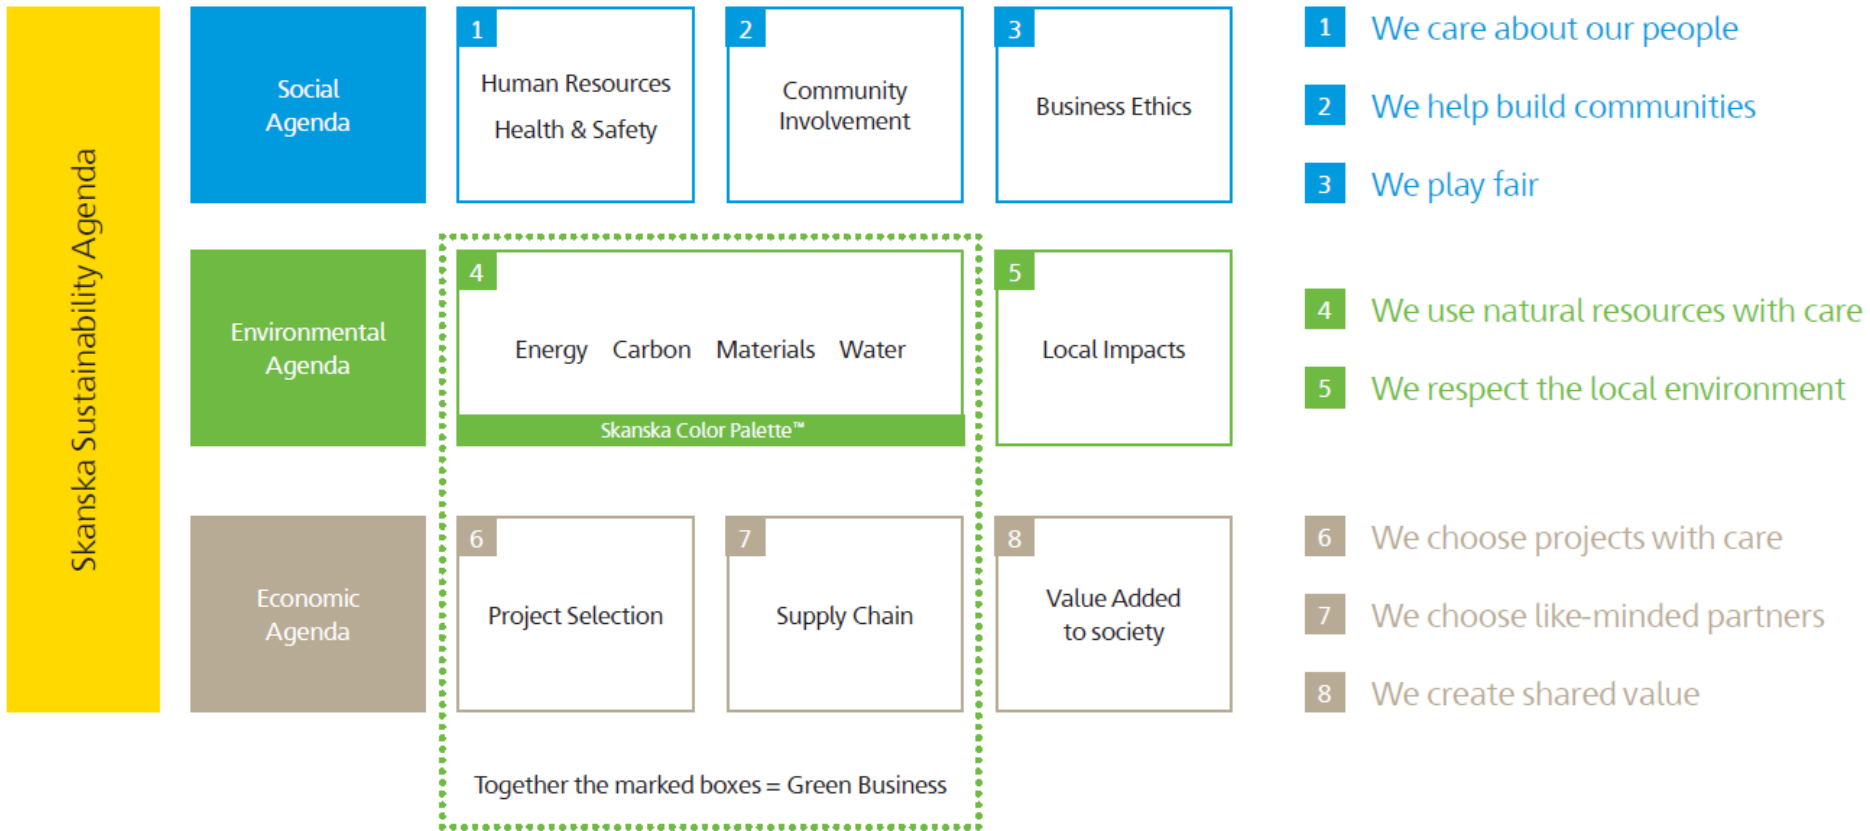 Skanska Sustainability Agenda
Social
Agenda
1
Human Resources
Health & Safety
2
Community
Involvement
3
Business Ethics
1 We care about our people
2 We help build communities
3 We play fair
Environmental
Agenda
4
Energy Carbon Materials Water
Skanska Color Palette™
5
Local Impacts
4 We use natural resources with care
5 We respect the local environment
Economic
Agenda
6
Project Selection
7
Supply Chain
8
Value Added
to society
6 We choose projects with care
7 We choose like-minded partners
8 We create shared value
Together the marked boxes = Green Business